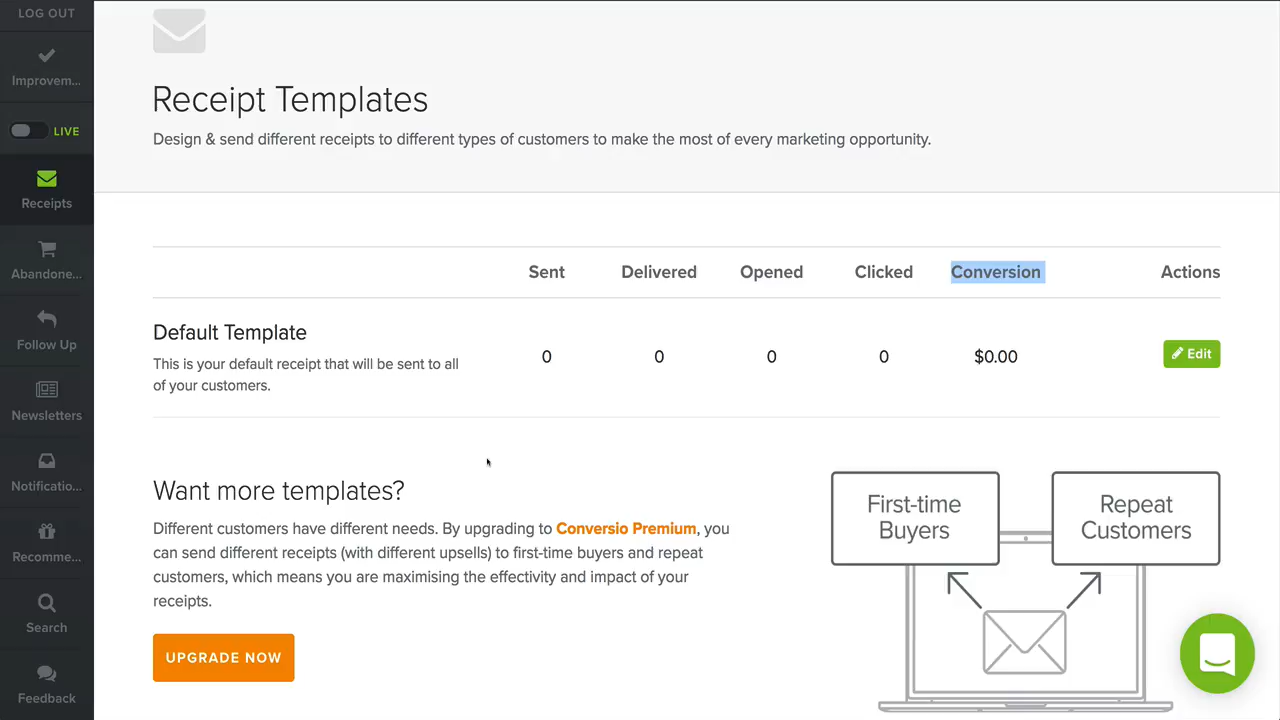 LOG OUT
Improvem...
LIVE
Receipts
Abandone...
Follow Up
Newsletters
Notificatio...
Recomme...
Search
Feedback
Receipt Templates
Design & send different receipts to different types of customers to make the most of every marketing opportunity.
Sent Delivered Opened Clicked Conversion Actions
Default Template
This is your default receipt that will be sent to all
of your customers.
0 0 0 0 $0.00 Edit
Want more templates?
Different customers have different needs. By upgrading to Conversio Premium, you
can send different receipts (with different upsells) to first-time buyers and repeat
customers, which means you are maximising the effectivity and impact of your
receipts.
UPGRADE NOW
First-time
Buyers
Repeat
Customers